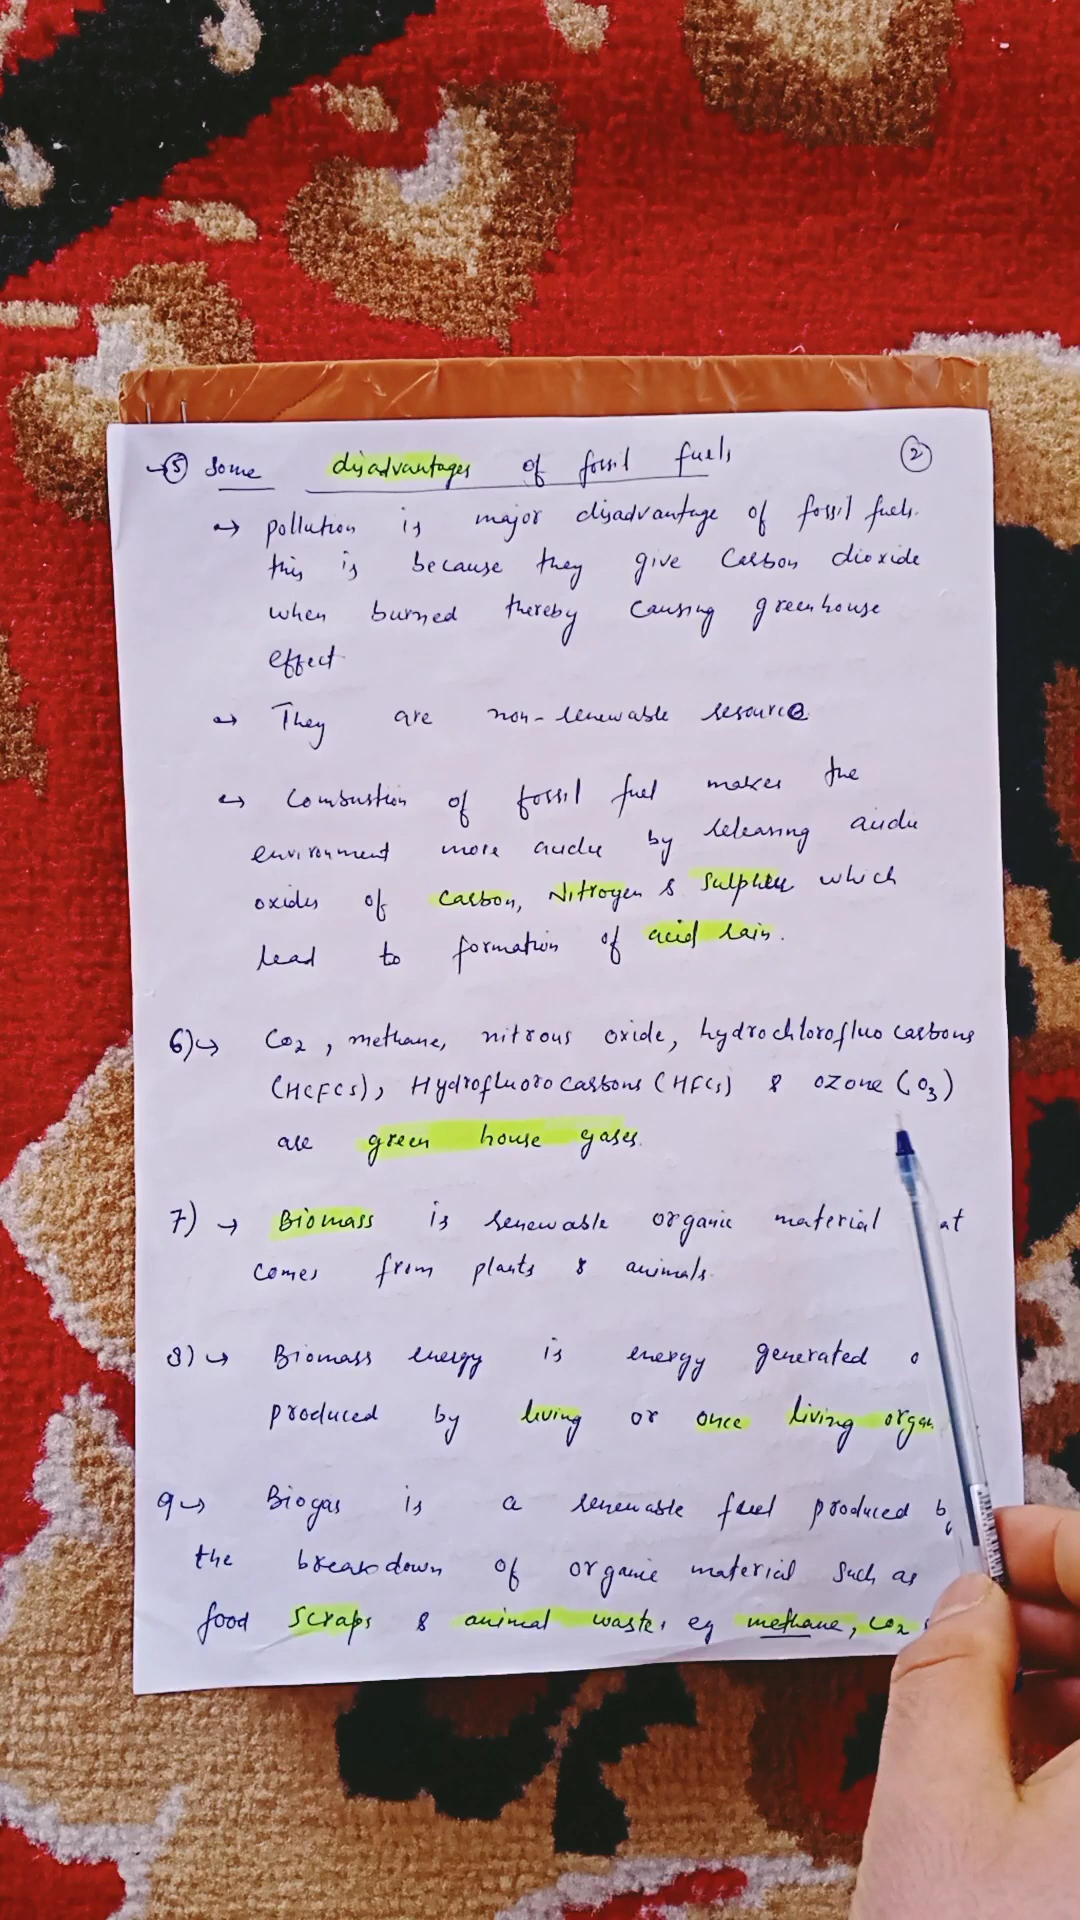 → 5 Some disadvantages of fossil fuels
2
↪ pollution is major disadvantage of fossil fuels.
this is because they give Carbon dioxide
when burned thereby causing greenhouse
effect
↪ They are non-renewable resource
↪ Combustion of fossil fuel makes the
environment more acidic by releasing acidic
oxides of Carbon, Nitrogen & Sulphur which
lead to formation of acid rain.
6)↪ CO2, methane, nitrous oxide, hydrochlorofluo carbons
(HCFCs), Hydrofluoro carbons (HFCs) & ozone (O3)
are green house gases.
7) → Biomass is renewable organic material at
comes from plants & animals.
8)↪ Biomass energy is energy generated o
produced by living or once living organ
9↪ Biogas is a renewable fuel produced by
the breakdown of organic material such as
food scraps & animal waste, eg methane, CO2